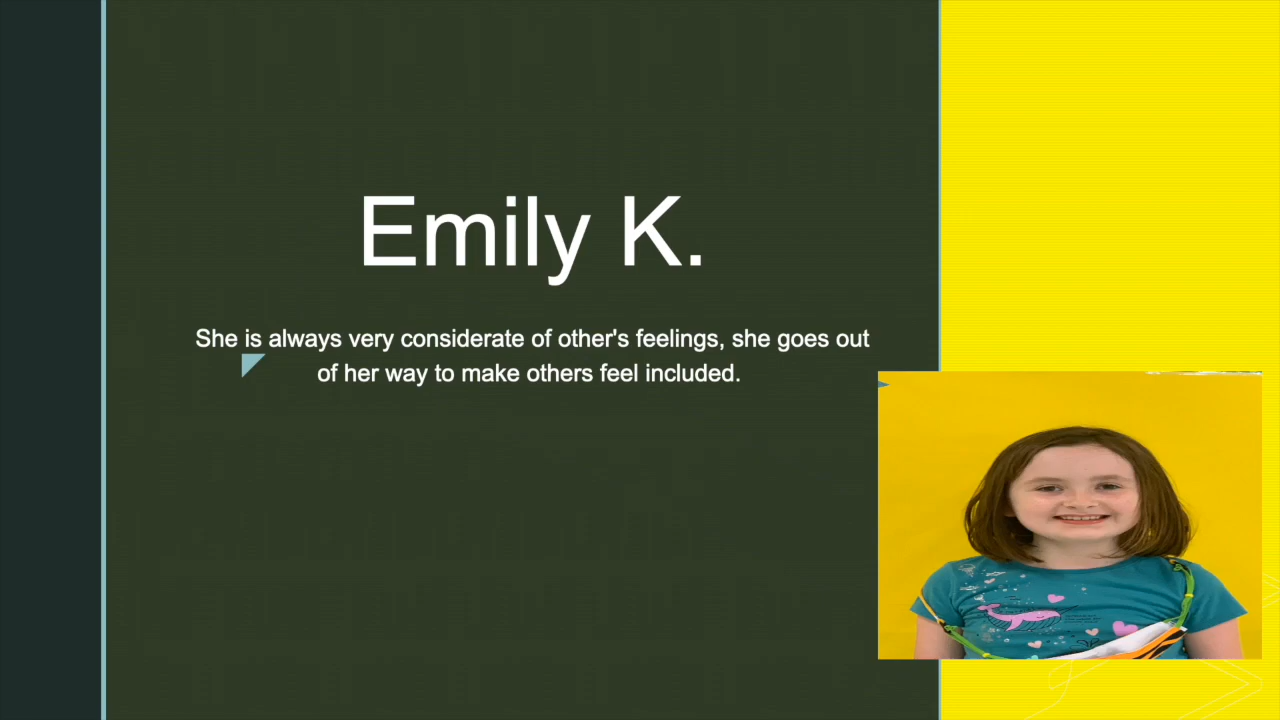 Emily K.
She is always very considerate of other's feelings, she goes out
of her way to make others feel included.